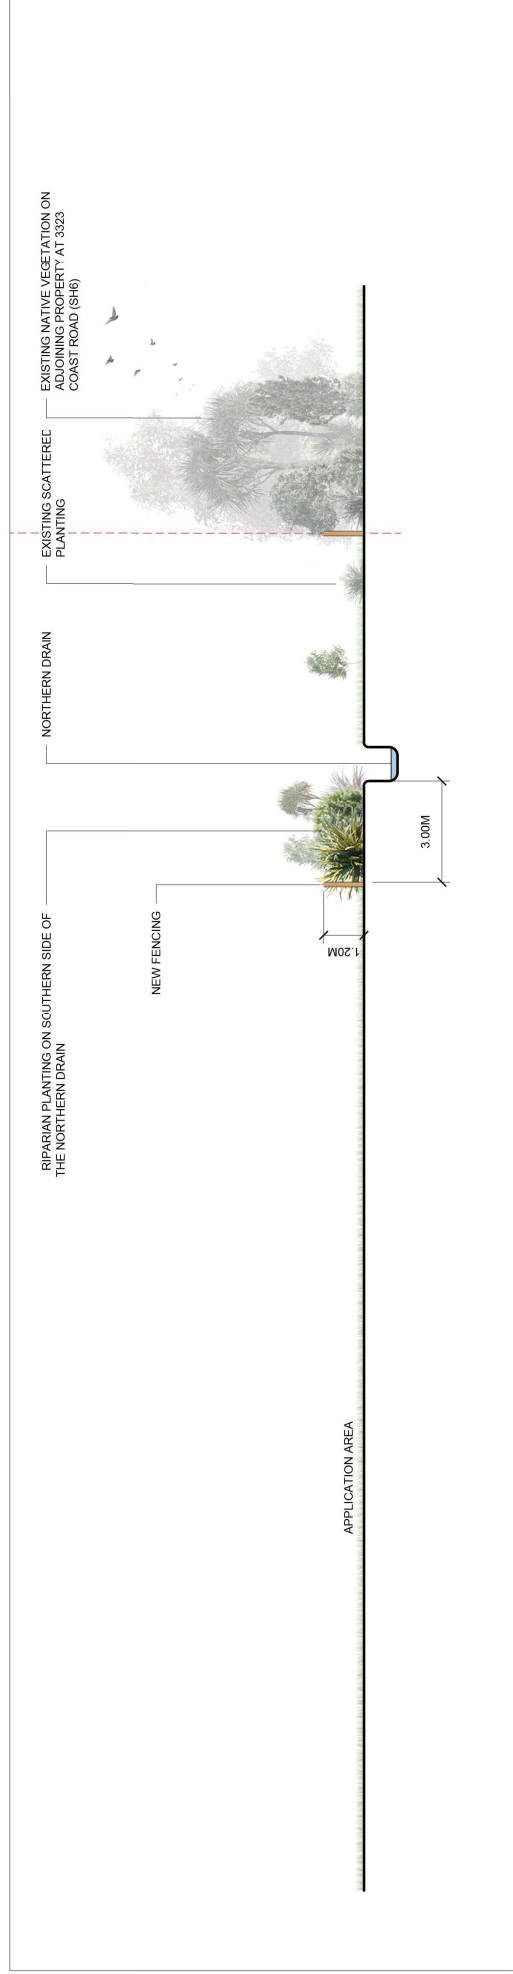 RIPARIAN PLANTING ON SOUTHERN SIDE OF
THE NORTHERN DRAIN
NEW FENCING
NORTHERN DRAIN
EXISTING SCATTERED
PLANTING
EXISTING NATIVE VEGETATION ON
ADJOINING PROPERTY AT 3323
COAST ROAD (SH6)
APPLICATION AREA
1.20M
3.00M